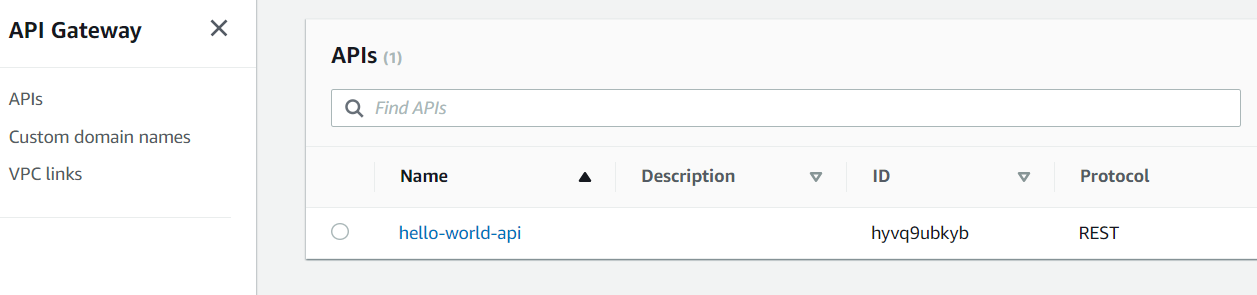 API Gateway
APIs
Custom domain names
VPC links
APIs (1)
Find APIs
Name Description ID Protocol
hello-world-api hyvq9ubkyb REST